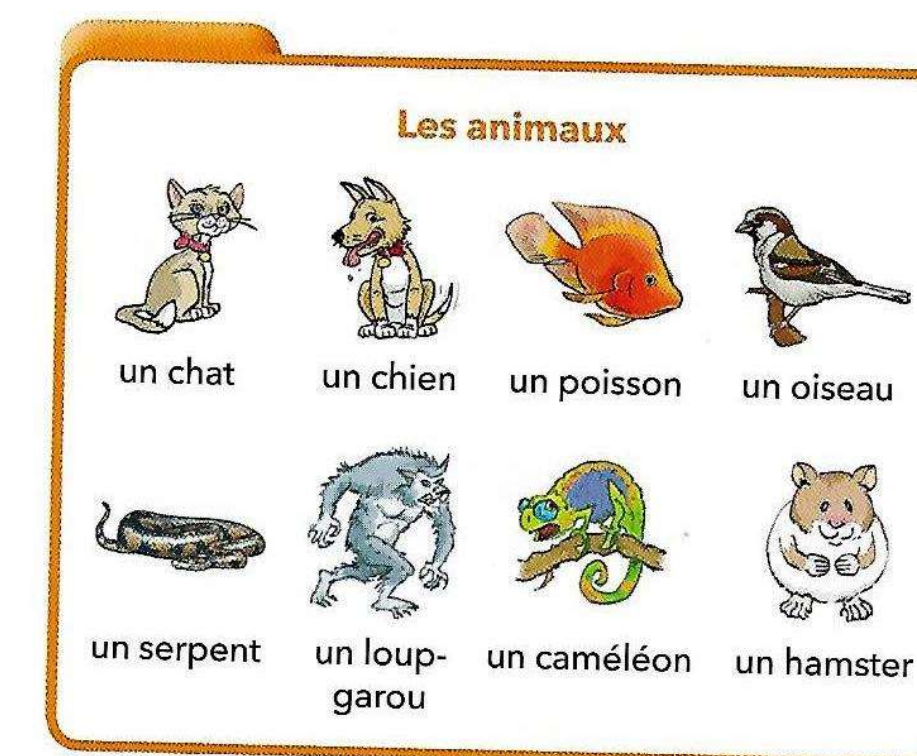 Les animaux
un chat
un chien
un poisson
un oiseau
un serpent
un loup-
garou
un caméléon
un hamster